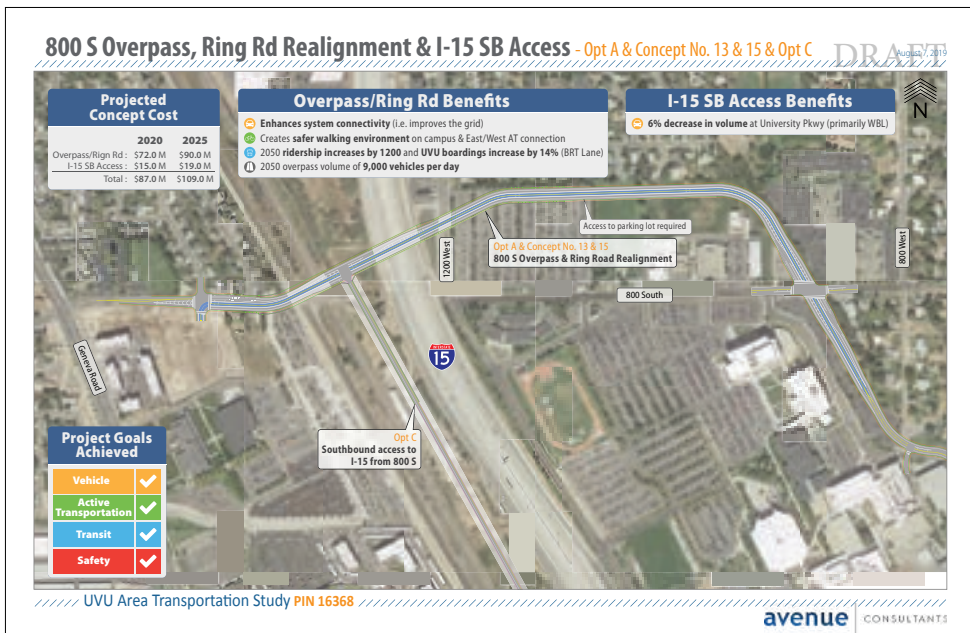 800 S Overpass, Ring Rd Realignment & I-15 SB Access - Opt A & Concept No. 13 & 15 & Opt C
DRAFT
August 7, 2019
Projected
Concept Cost
2020 2025
Overpass/Rign Rd : $72.0 M $90.0 M
I-15 SB Access : $15.0 M $19.0 M
Total : $87.0 M $109.0 M
Overpass/Ring Rd Benefits
Enhances system connectivity (i.e. improves the grid)
Creates safer walking environment on campus & East/West AT connection
2050 ridership increases by 1200 and UVU boardings increase by 14% (BRT Lane)
2050 overpass volume of 9,000 vehicles per day
I-15 SB Access Benefits
6% decrease in volume at University Pkwy (primarily WBL)
N
Access to parking lot required
Opt A & Concept No. 13 & 15
800 S Overpass & Ring Road Realignment
1200 West
800 West
800 South
Geneva Road
15
Opt C
Southbound access to
I-15 from 800 S
Project Goals
Achieved
Vehicle
Active
Transportation
Transit
Safety
UVU Area Transportation Study PIN 16368
avenue CONSULTANTS